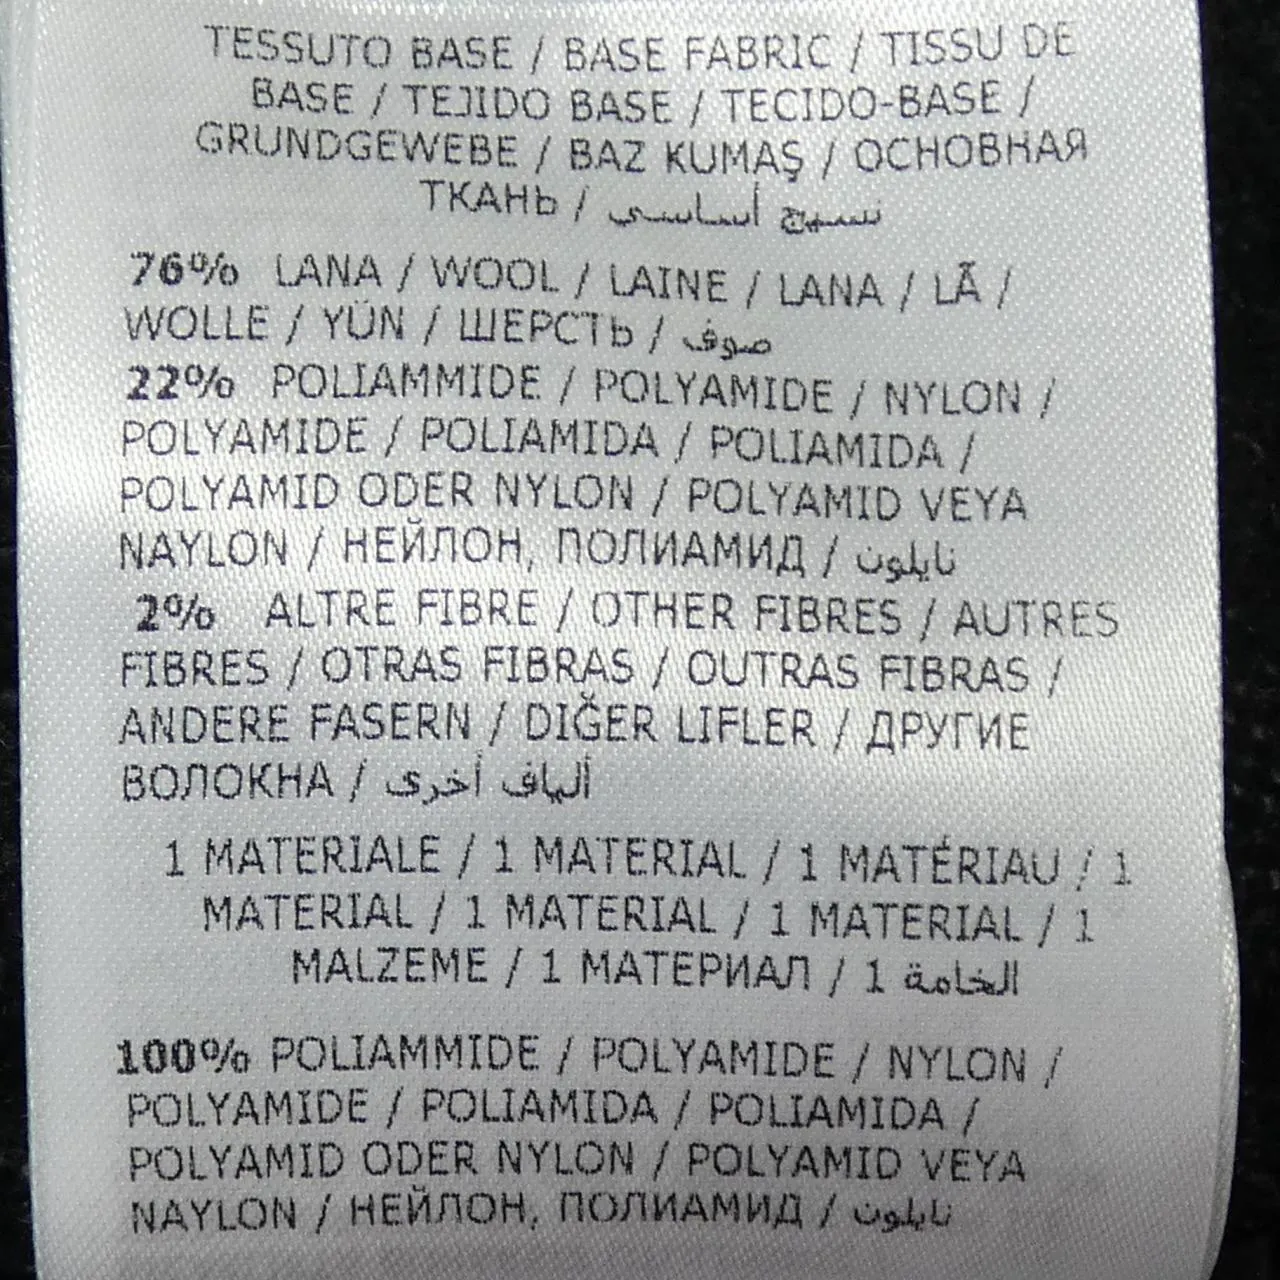 TESSUTO BASE / BASE FABRIC / TISSU DE
BASE / TEJIDO BASE / TECIDO-BASE /
GRUNDGEWEBE / BAZ KUMAŞ / ОСНОВНАЯ
ТКАНЬ / نسيج أساسي
76% LANA / WOOL / LAINE / LANA / LÃ /
WOLLE / YÜN / ШЕРСТЬ / صوف
22% POLIAMMIDE / POLYAMIDE / NYLON /
POLYAMIDE / POLIAMIDA / POLIAMIDA /
POLYAMID ODER NYLON / POLYAMID VEYA
NAYLON / НЕЙЛОН, ПОЛИАМИД / نايلون
2% ALTRE FIBRE / OTHER FIBRES / AUTRES
FIBRES / OTRAS FIBRAS / OUTRAS FIBRAS /
ANDERE FASERN / DIĞER LIFLER / ДРУГИЕ
ВОЛОКНА / ألياف أخرى
1 MATERIALE / 1 MATERIAL / 1 MATÉRIAU / 1
MATERIAL / 1 MATERIAL / 1 MATERIAL / 1
MALZEME / 1 МАТЕРИАЛ / 1 الخامة
100% POLIAMMIDE / POLYAMIDE / NYLON /
POLYAMIDE / POLIAMIDA / POLIAMIDA /
POLYAMID ODER NYLON / POLYAMID VEYA
NAYLON / НЕЙЛОН, ПОЛИАМИД / نايلون